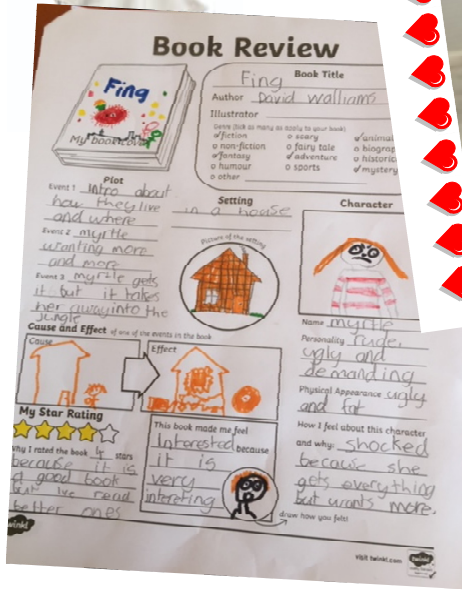 Book Review
Fing
My book cover
Book Title
Fing
Author David walliams
Illustrator
Genre (tick as many as apply to your book)
fiction
o scary
animal
o non-fiction
o fairy tale
o biograp
fantasy
adventure
o historic
o humour
o sports
mystery
o other
Plot
Event 1 Intro about
how they live
and where
Event 2 myrtle
wanting more
and more
Event 3 myrtle gets
it but it takes
her away into the
jungle
Setting
in a house
Picture of the setting
Character
Name myrtle
Personality rude,
ugly and
demanding
Physical Appearance ugly
and fat
How I feel about this character
and why: shocked
because she
gets everything
but wants more.
Cause and Effect of one of the events in the book
Cause
Effect
My Star Rating
Why I rated the book 4 stars
because it is
a good book
but ive read
better ones
This book made me feel
interested because
it is
very
interesting
draw how you felt!
twinkl
Visit twinkl.com
twinkl